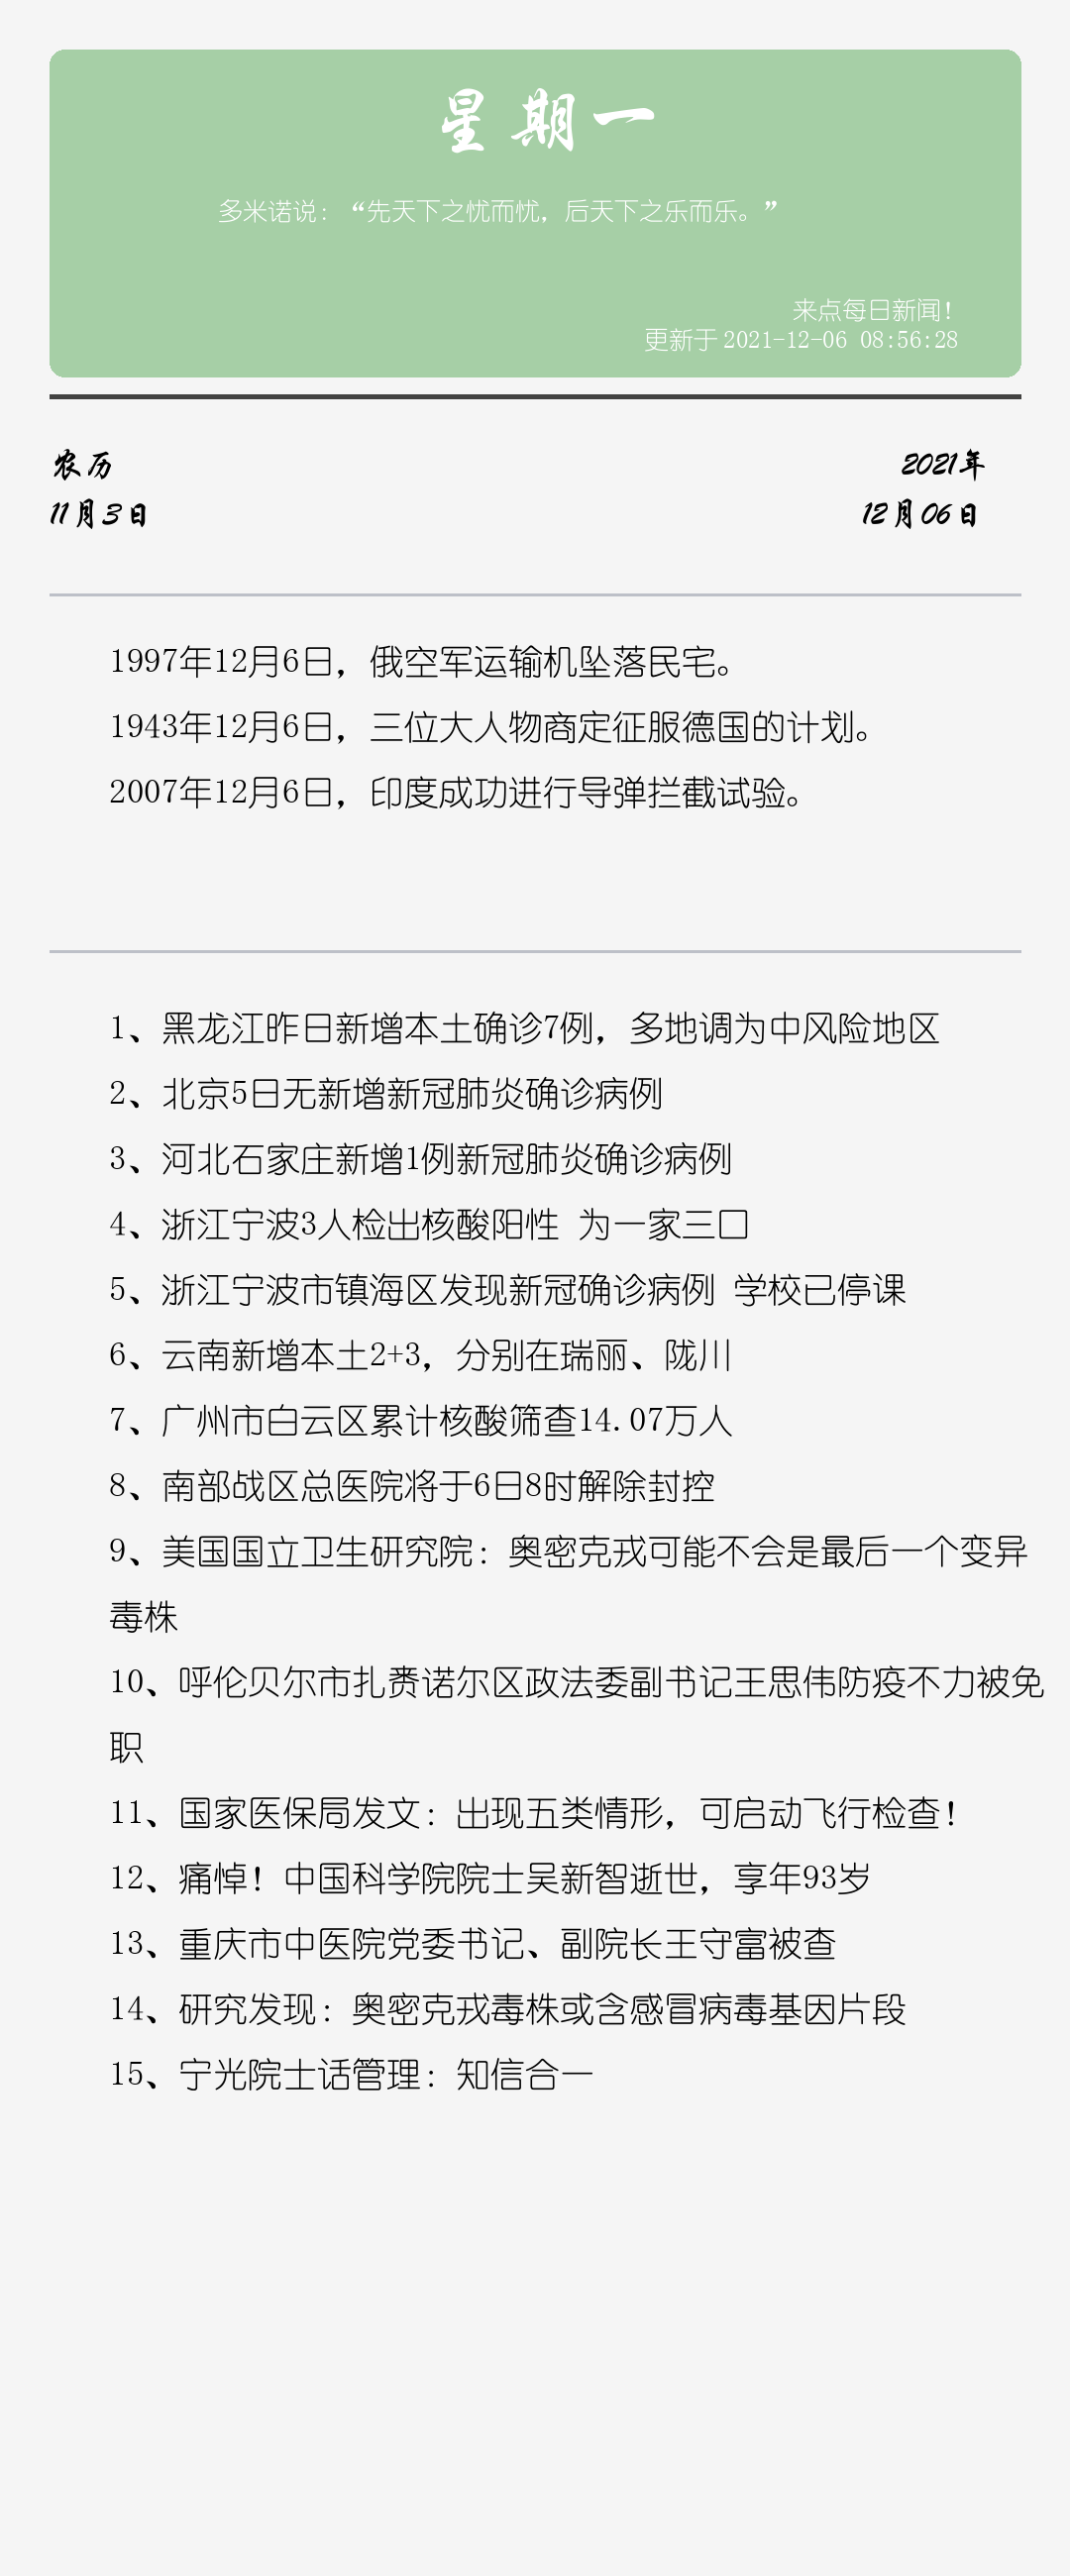 星期一
多米诺说：“先天下之忧而忧，后天下之乐而乐。”
来点每日新闻！
更新于 2021-12-06 08:56:28
农历
2021年
11月3日
12月06日
1997年12月6日，俄空军运输机坠落民宅。
1943年12月6日，三位大人物商定征服德国的计划。
2007年12月6日，印度成功进行导弹拦截试验。
1、黑龙江昨日新增本土确诊7例，多地调为中风险地区
2、北京5日无新增新冠肺炎确诊病例
3、河北石家庄新增1例新冠肺炎确诊病例
4、浙江宁波3人检出核酸阳性 为一家三口
5、浙江宁波市镇海区发现新冠确诊病例 学校已停课
6、云南新增本土2+3，分别在瑞丽、陇川
7、广州市白云区累计核酸筛查14.07万人
8、南部战区总医院将于6日8时解除封控
9、美国国立卫生研究院：奥密克戎可能不会是最后一个变异
毒株
10、呼伦贝尔市扎赉诺尔区政法委副书记王思伟防疫不力被免
职
11、国家医保局发文：出现五类情形，可启动飞行检查！
12、痛悼！中国科学院院士吴新智逝世，享年93岁
13、重庆市中医院党委书记、副院长王守富被查
14、研究发现：奥密克戎毒株或含感冒病毒基因片段
15、宁光院士话管理：知信合一